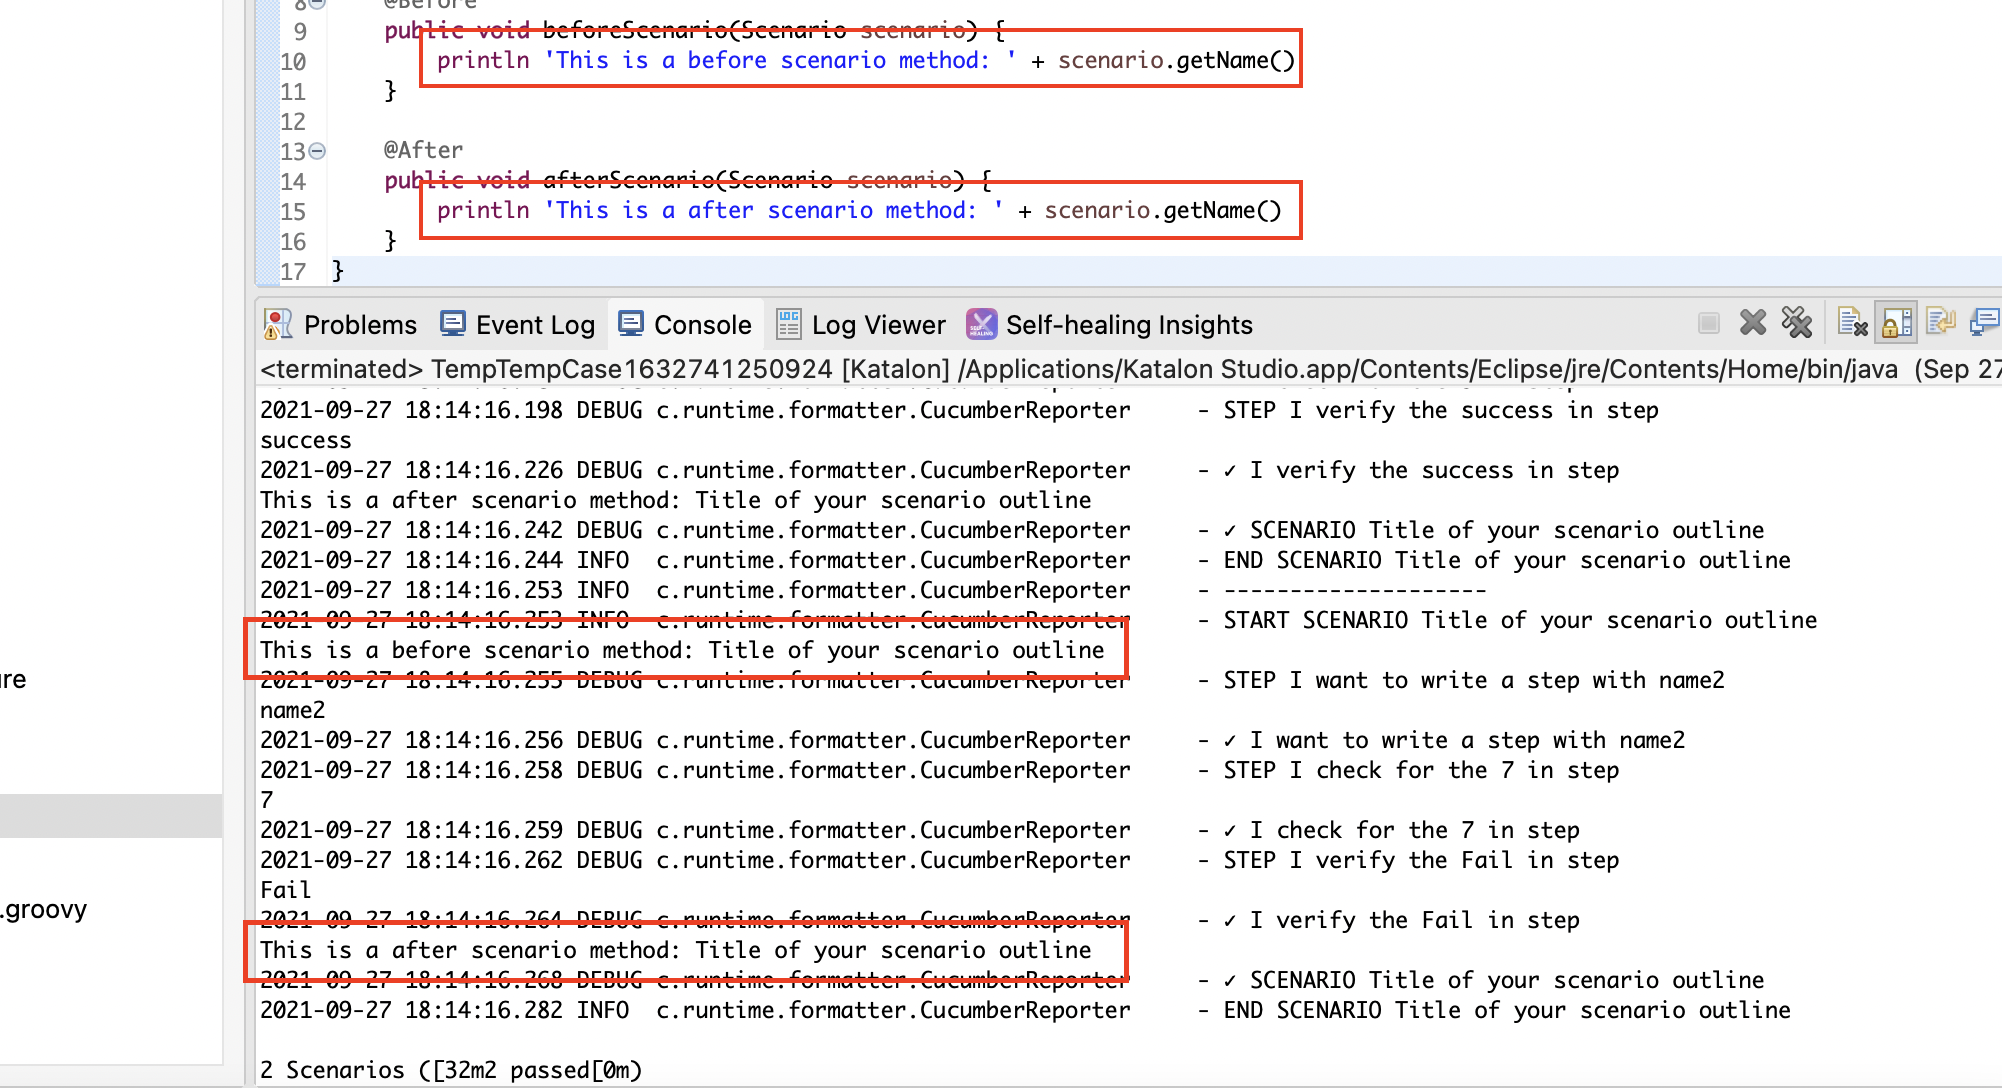 8 @Before
9 public void beforeScenario(Scenario scenario) {
10 println 'This is a before scenario method: ' + scenario.getName()
11 }
12
13 @After
14 public void afterScenario(Scenario scenario) {
15 println 'This is a after scenario method: ' + scenario.getName()
16 }
17 }
Problems Event Log Console LOG Log Viewer SELF-HEALING Self-healing Insights
<terminated> TempTempCase1632741250924 [Katalon] /Applications/Katalon Studio.app/Contents/Eclipse/jre/Contents/Home/bin/java (Sep 27
2021-09-27 18:14:16.198 DEBUG c.runtime.formatter.CucumberReporter - STEP I verify the success in step
success
2021-09-27 18:14:16.226 DEBUG c.runtime.formatter.CucumberReporter - ✓ I verify the success in step
This is a after scenario method: Title of your scenario outline
2021-09-27 18:14:16.242 DEBUG c.runtime.formatter.CucumberReporter - ✓ SCENARIO Title of your scenario outline
2021-09-27 18:14:16.244 INFO c.runtime.formatter.CucumberReporter - END SCENARIO Title of your scenario outline
2021-09-27 18:14:16.253 INFO c.runtime.formatter.CucumberReporter - --------------------
2021-09-27 18:14:16.253 INFO c.runtime.formatter.CucumberReporter - START SCENARIO Title of your scenario outline
This is a before scenario method: Title of your scenario outline
2021-09-27 18:14:16.255 DEBUG c.runtime.formatter.CucumberReporter - STEP I want to write a step with name2
re
name2
2021-09-27 18:14:16.256 DEBUG c.runtime.formatter.CucumberReporter - ✓ I want to write a step with name2
2021-09-27 18:14:16.258 DEBUG c.runtime.formatter.CucumberReporter - STEP I check for the 7 in step
7
2021-09-27 18:14:16.259 DEBUG c.runtime.formatter.CucumberReporter - ✓ I check for the 7 in step
2021-09-27 18:14:16.262 DEBUG c.runtime.formatter.CucumberReporter - STEP I verify the Fail in step
Fail
.groovy
2021-09-27 18:14:16.264 DEBUG c.runtime.formatter.CucumberReporter - ✓ I verify the Fail in step
This is a after scenario method: Title of your scenario outline
2021-09-27 18:14:16.268 DEBUG c.runtime.formatter.CucumberReporter - ✓ SCENARIO Title of your scenario outline
2021-09-27 18:14:16.282 INFO c.runtime.formatter.CucumberReporter - END SCENARIO Title of your scenario outline
2 Scenarios ([32m2 passed[0m)